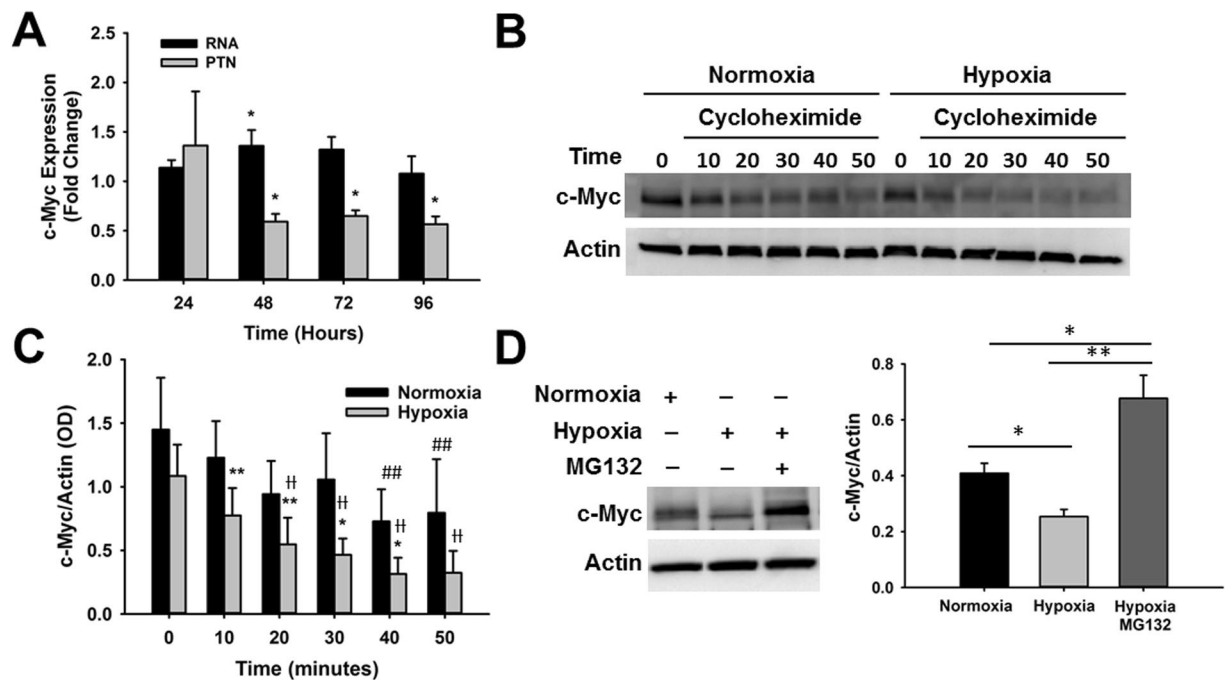 A
2.5
2.0
1.5
1.0
0.5
0.0
c-Myc Expression
(Fold Change)
RNA
PTN
*
*
*
*
24 48 72 96
Time (Hours)
B
Normoxia Hypoxia
Cycloheximide Cycloheximide
Time 0 10 20 30 40 50 0 10 20 30 40 50
c-Myc
Actin
C
2.0
1.5
1.0
0.5
0.0
c-Myc/Actin (OD)
Normoxia
Hypoxia
**
ƗƗ
**
ƗƗ
*
##
ƗƗ
*
##
ƗƗ
0 10 20 30 40 50
Time (minutes)
D
Normoxia + – –
Hypoxia – + +
MG132 – – +
c-Myc
Actin
0.8
0.6
0.4
0.2
0.0
c-Myc/Actin
*
**
*
Normoxia Hypoxia Hypoxia
MG132